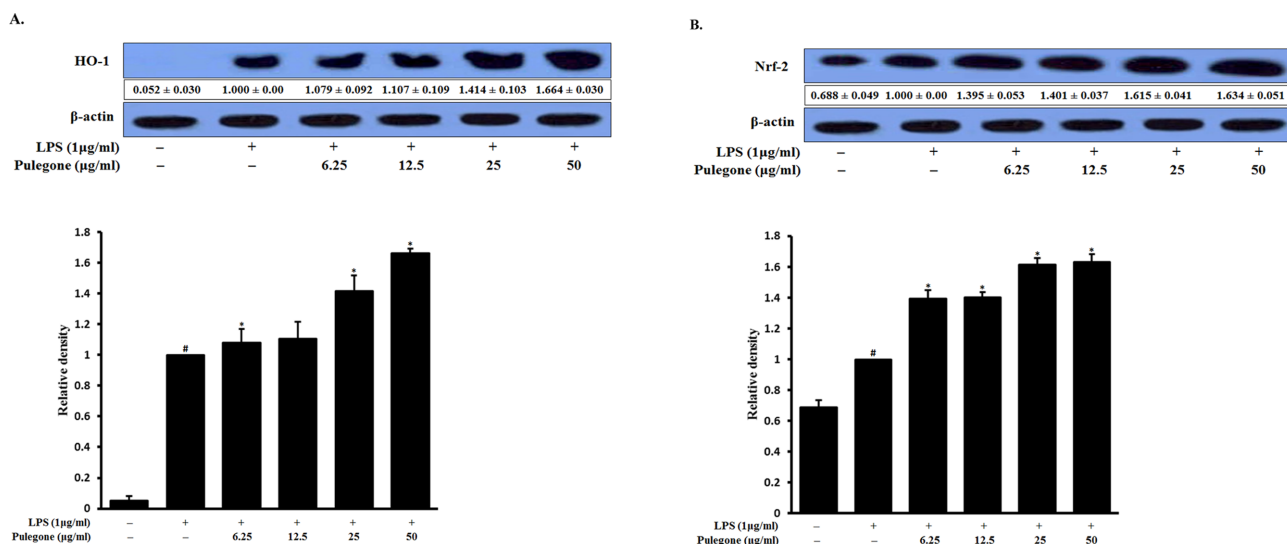 A.
HO-1
0.052 ± 0.030 1.000 ± 0.00 1.079 ± 0.092 1.107 ± 0.109 1.414 ± 0.103 1.664 ± 0.030
β-actin
LPS (1µg/ml) – + + + + +
Pulegone (µg/ml) – – 6.25 12.5 25 50
1.8
1.6
1.4
1.2
1
0.8
0.6
0.4
0.2
0
Relative density
# * * *
LPS (1µg/ml) – + + + + +
Pulegone (µg/ml) – – 6.25 12.5 25 50
B.
Nrf-2
0.688 ± 0.049 1.000 ± 0.00 1.395 ± 0.053 1.401 ± 0.037 1.615 ± 0.041 1.634 ± 0.051
β-actin
LPS (1µg/ml) – + + + + +
Pulegone (µg/ml) – – 6.25 12.5 25 50
1.8
1.6
1.4
1.2
1
0.8
0.6
0.4
0.2
0
Relative density
# * * * *
LPS (1µg/ml) – + + + + +
Pulegone (µg/ml) – – 6.25 12.5 25 50